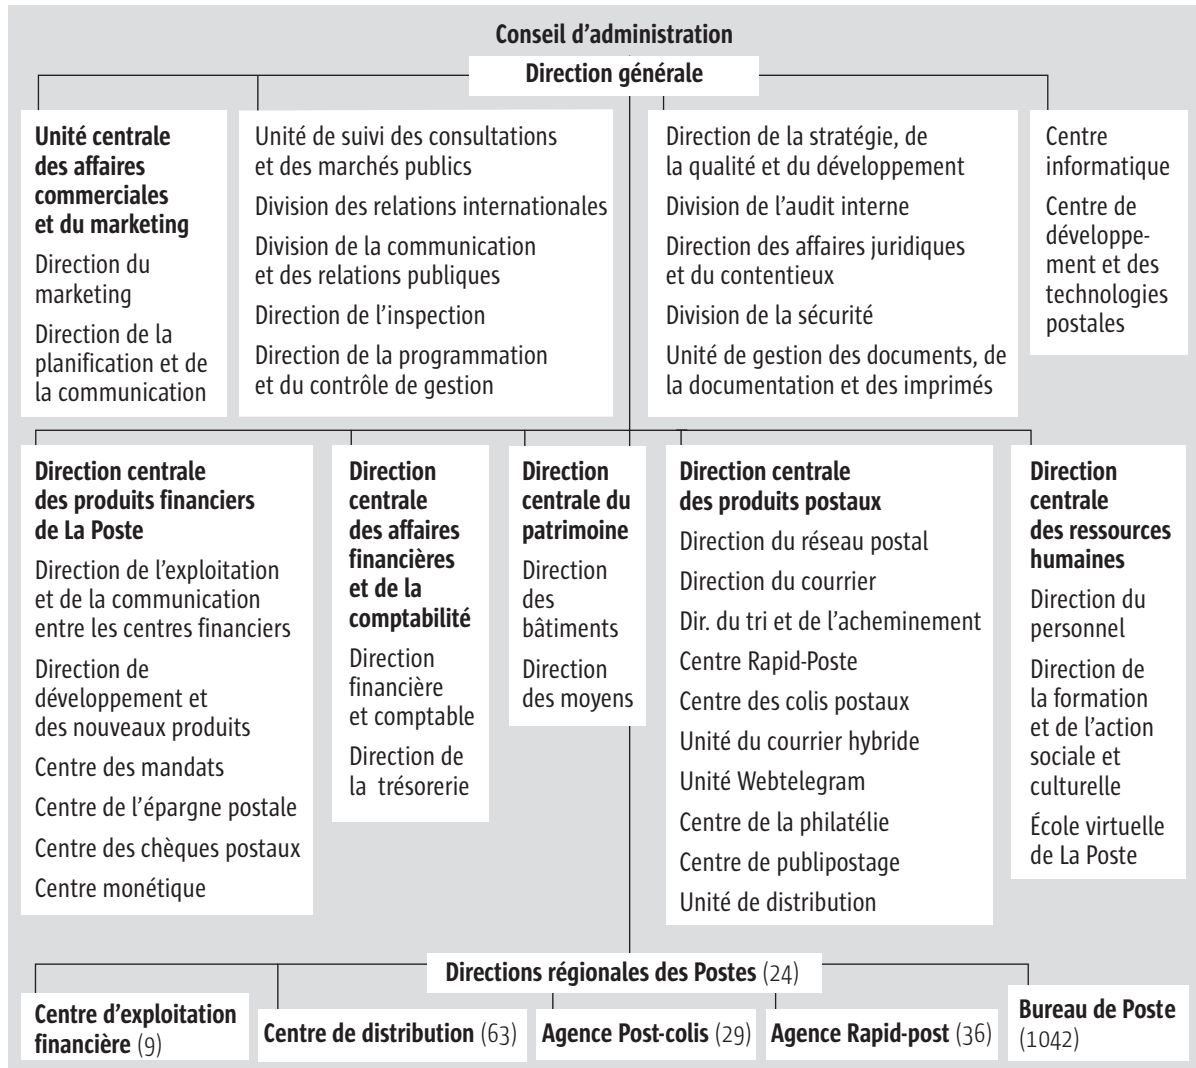 Conseil d'administration
Direction générale
Unité centrale
des affaires
commerciales
et du marketing
Direction du
marketing
Direction de la
planification et de
la communication
Unité de suivi des consultations
et des marchés publics
Division des relations internationales
Division de la communication
et des relations publiques
Direction de l'inspection
Direction de la programmation
et du contrôle de gestion
Direction de la stratégie, de
la qualité et du développement
Division de l'audit interne
Direction des affaires juridiques
et du contentieux
Division de la sécurité
Unité de gestion des documents, de
la documentation et des imprimés
Centre
informatique
Centre de
développe-
ment et des
technologies
postales
Direction centrale
des produits financiers
de La Poste
Direction de l'exploitation
et de la communication
entre les centres financiers
Direction de
développement et
des nouveaux produits
Centre des mandats
Centre de l'épargne postale
Centre des chèques postaux
Centre monétique
Direction
centrale
des affaires
financières
et de la
comptabilité
Direction
financière
et comptable
Direction de
la trésorerie
Direction
centrale du
patrimoine
Direction
des
bâtiments
Direction
des moyens
Direction centrale
des produits postaux
Direction du réseau postal
Direction du courrier
Dir. du tri et de l'acheminement
Centre Rapid-Poste
Centre des colis postaux
Unité du courrier hybride
Unité Webtelegram
Centre de la philatélie
Centre de publipostage
Unité de distribution
Direction
centrale
des ressources
humaines
Direction du
personnel
Direction de
la formation
et de l'action
sociale et
culturelle
École virtuelle
de La Poste
Directions régionales des Postes (24)
Centre d'exploitation
financière (9)
Centre de distribution (63)
Agence Post-colis (29)
Agence Rapid-post (36)
Bureau de Poste
(1042)